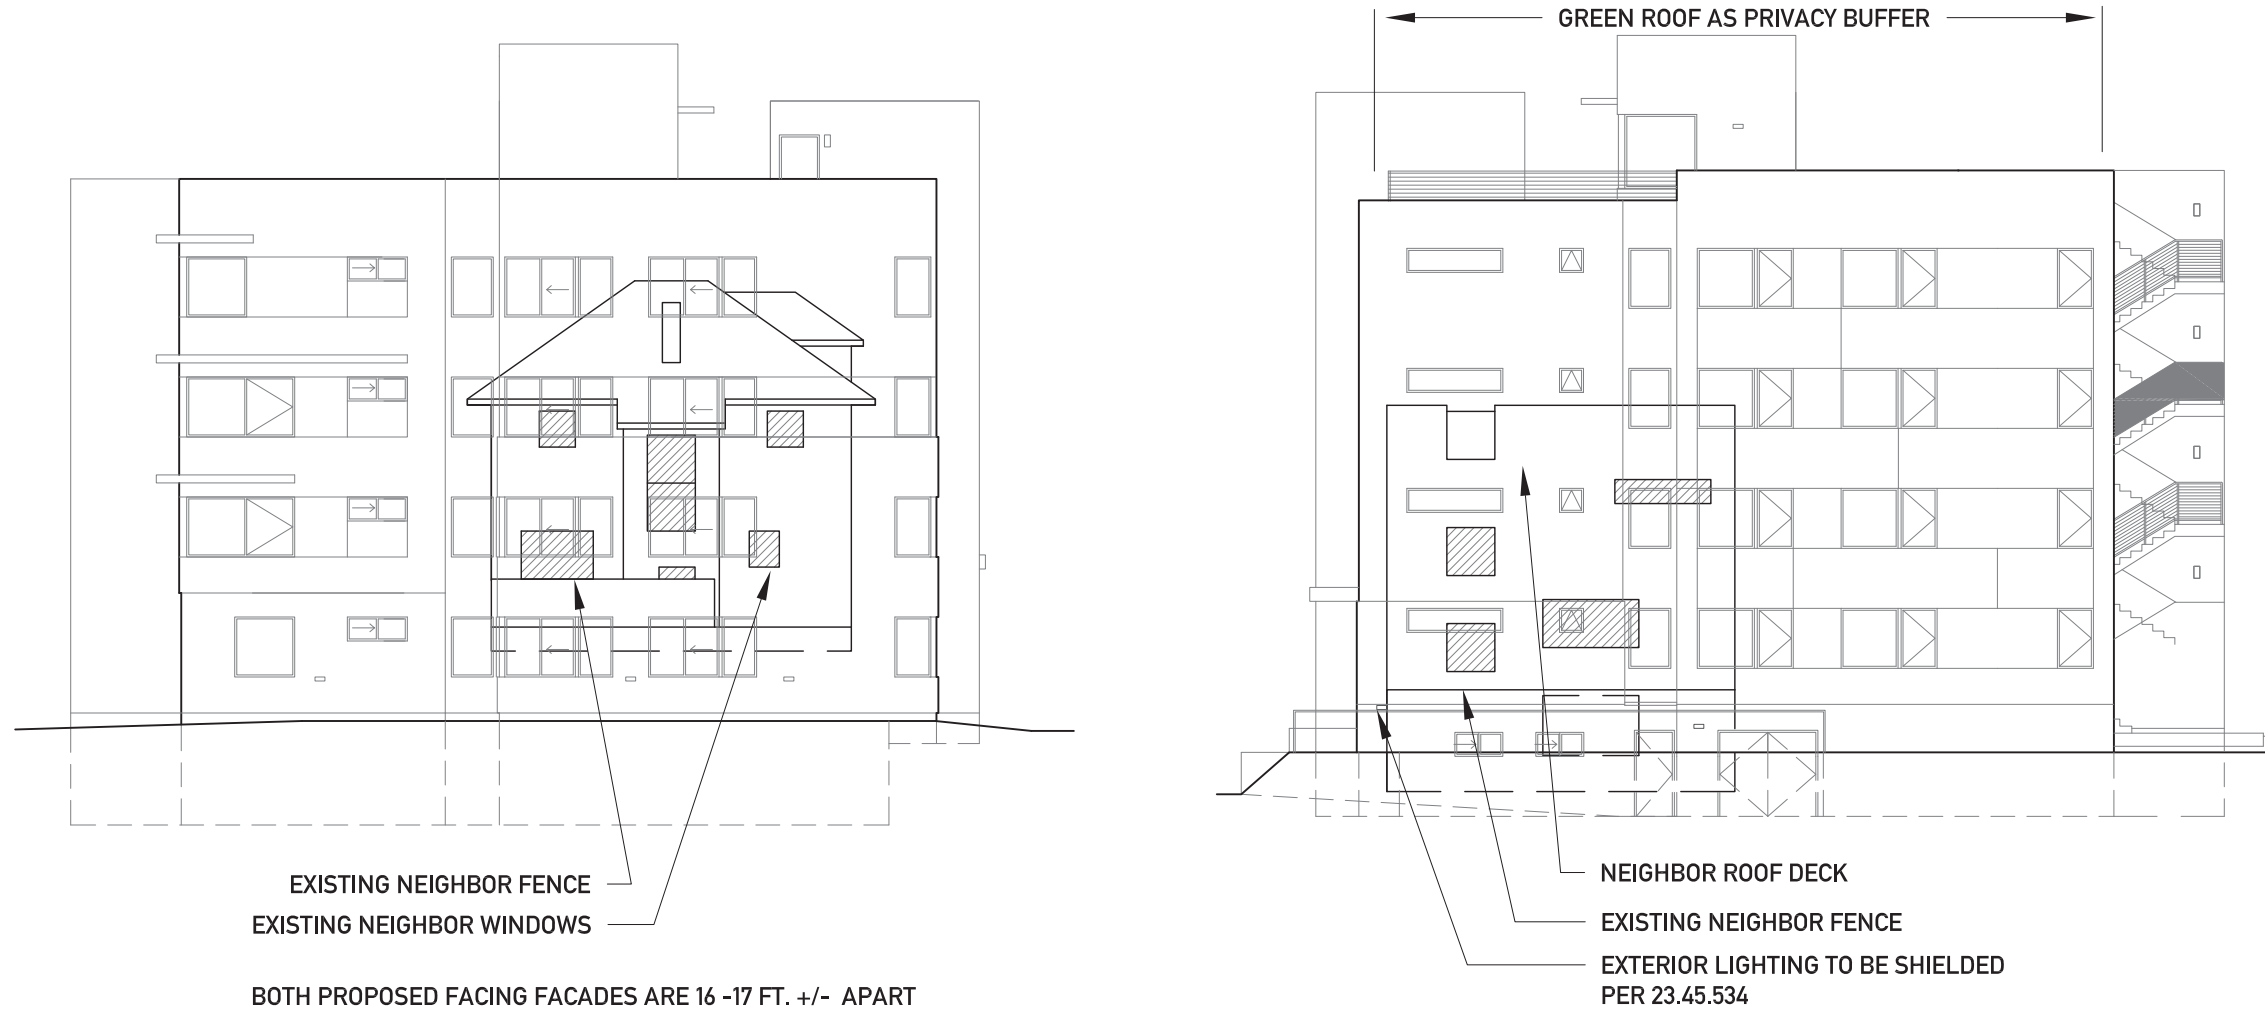 GREEN ROOF AS PRIVACY BUFFER
EXISTING NEIGHBOR FENCE
EXISTING NEIGHBOR WINDOWS
BOTH PROPOSED FACING FACADES ARE 16 -17 FT. +/- APART
NEIGHBOR ROOF DECK
EXISTING NEIGHBOR FENCE
EXTERIOR LIGHTING TO BE SHIELDED
PER 23.45.534